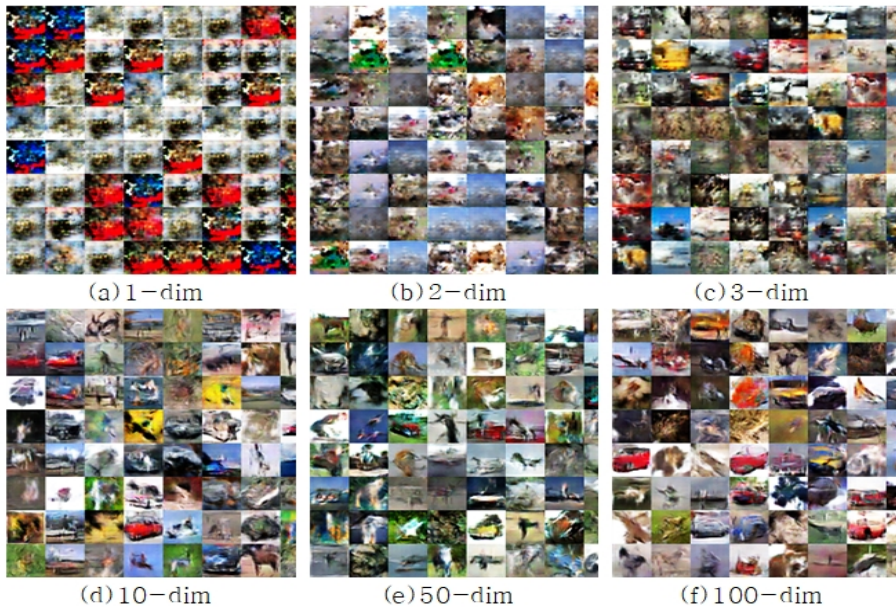 (a) 1-dim
(b) 2-dim
(c) 3-dim
(d) 10-dim
(e) 50-dim
(f) 100-dim